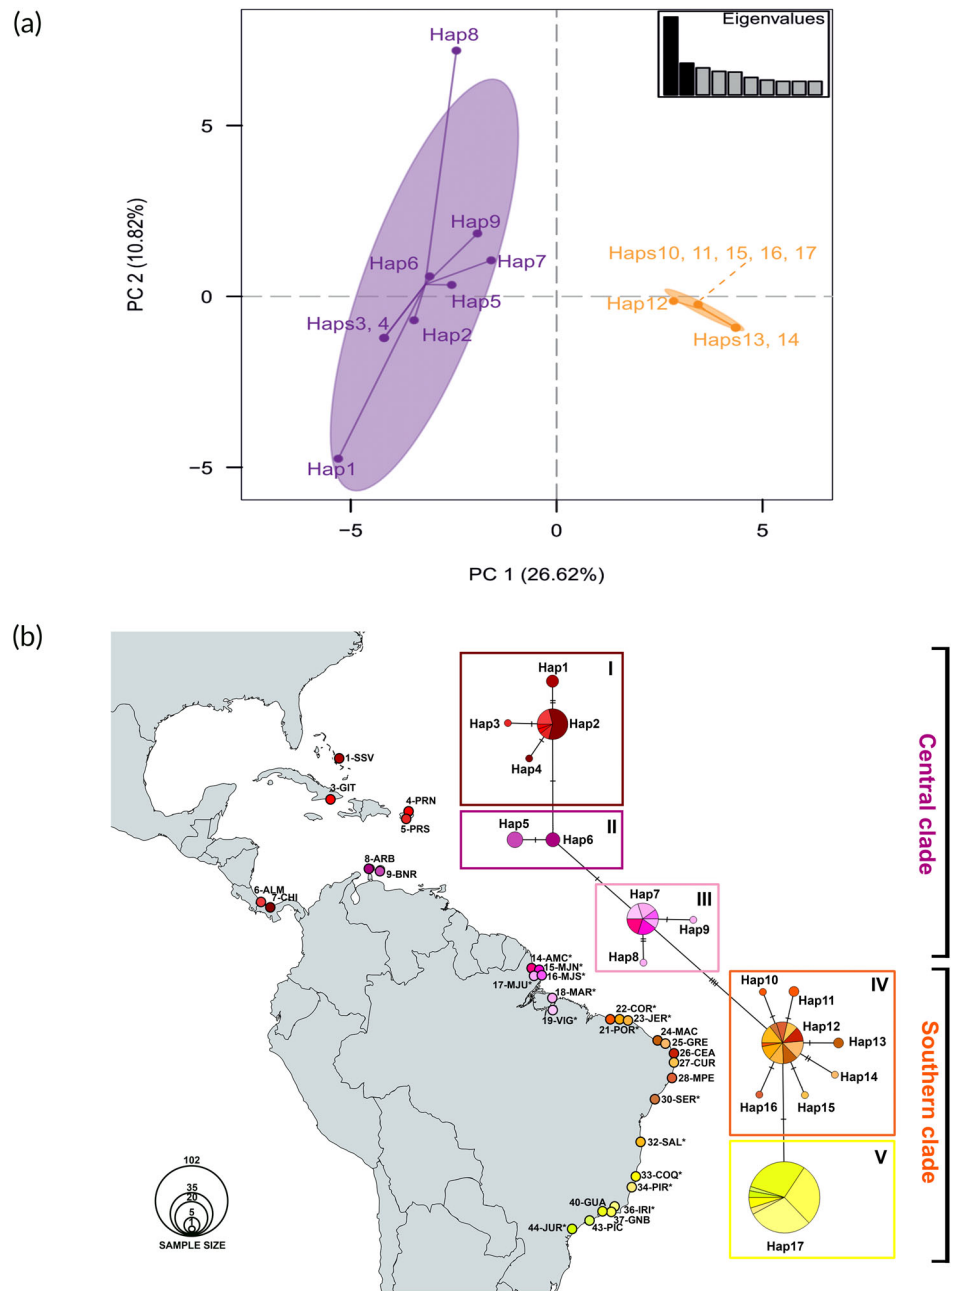 (a)
Eigenvalues
Hap8
5
Hap9
Hap6
Hap7
Haps10, 11, 15, 16, 17
PC 2 (10.82%)
0
Hap5
Hap12
Haps3, 4
Hap2
Haps13, 14
−5
Hap1
−5
0
5
PC 1 (26.62%)
(b)
I
Hap1
Hap3
Hap2
Hap4
1-SSV
3-GIT
4-PRN
5-PRS
II
Hap5
Hap6
Central clade
8-ARB
9-BNR
6-ALM
7-CHI
III
Hap7
Hap9
Hap8
14-AMC*
15-MJN*
16-MJS*
17-MJU*
18-MAR*
19-VIG*
IV
Hap10
Hap11
Hap12
Hap13
Hap14
Hap16
Hap15
22-COR*
23-JER*
21-POR*
24-MAC
25-GRE
26-CEA
27-CUR
28-MPE
30-SER*
Southern clade
32-SAL*
V
Hap17
33-COQ*
34-PIR*
40-GUA
36-IRI*
37-GNB
43-PIC
44-JUR*
102
35
20
5
1
SAMPLE SIZE